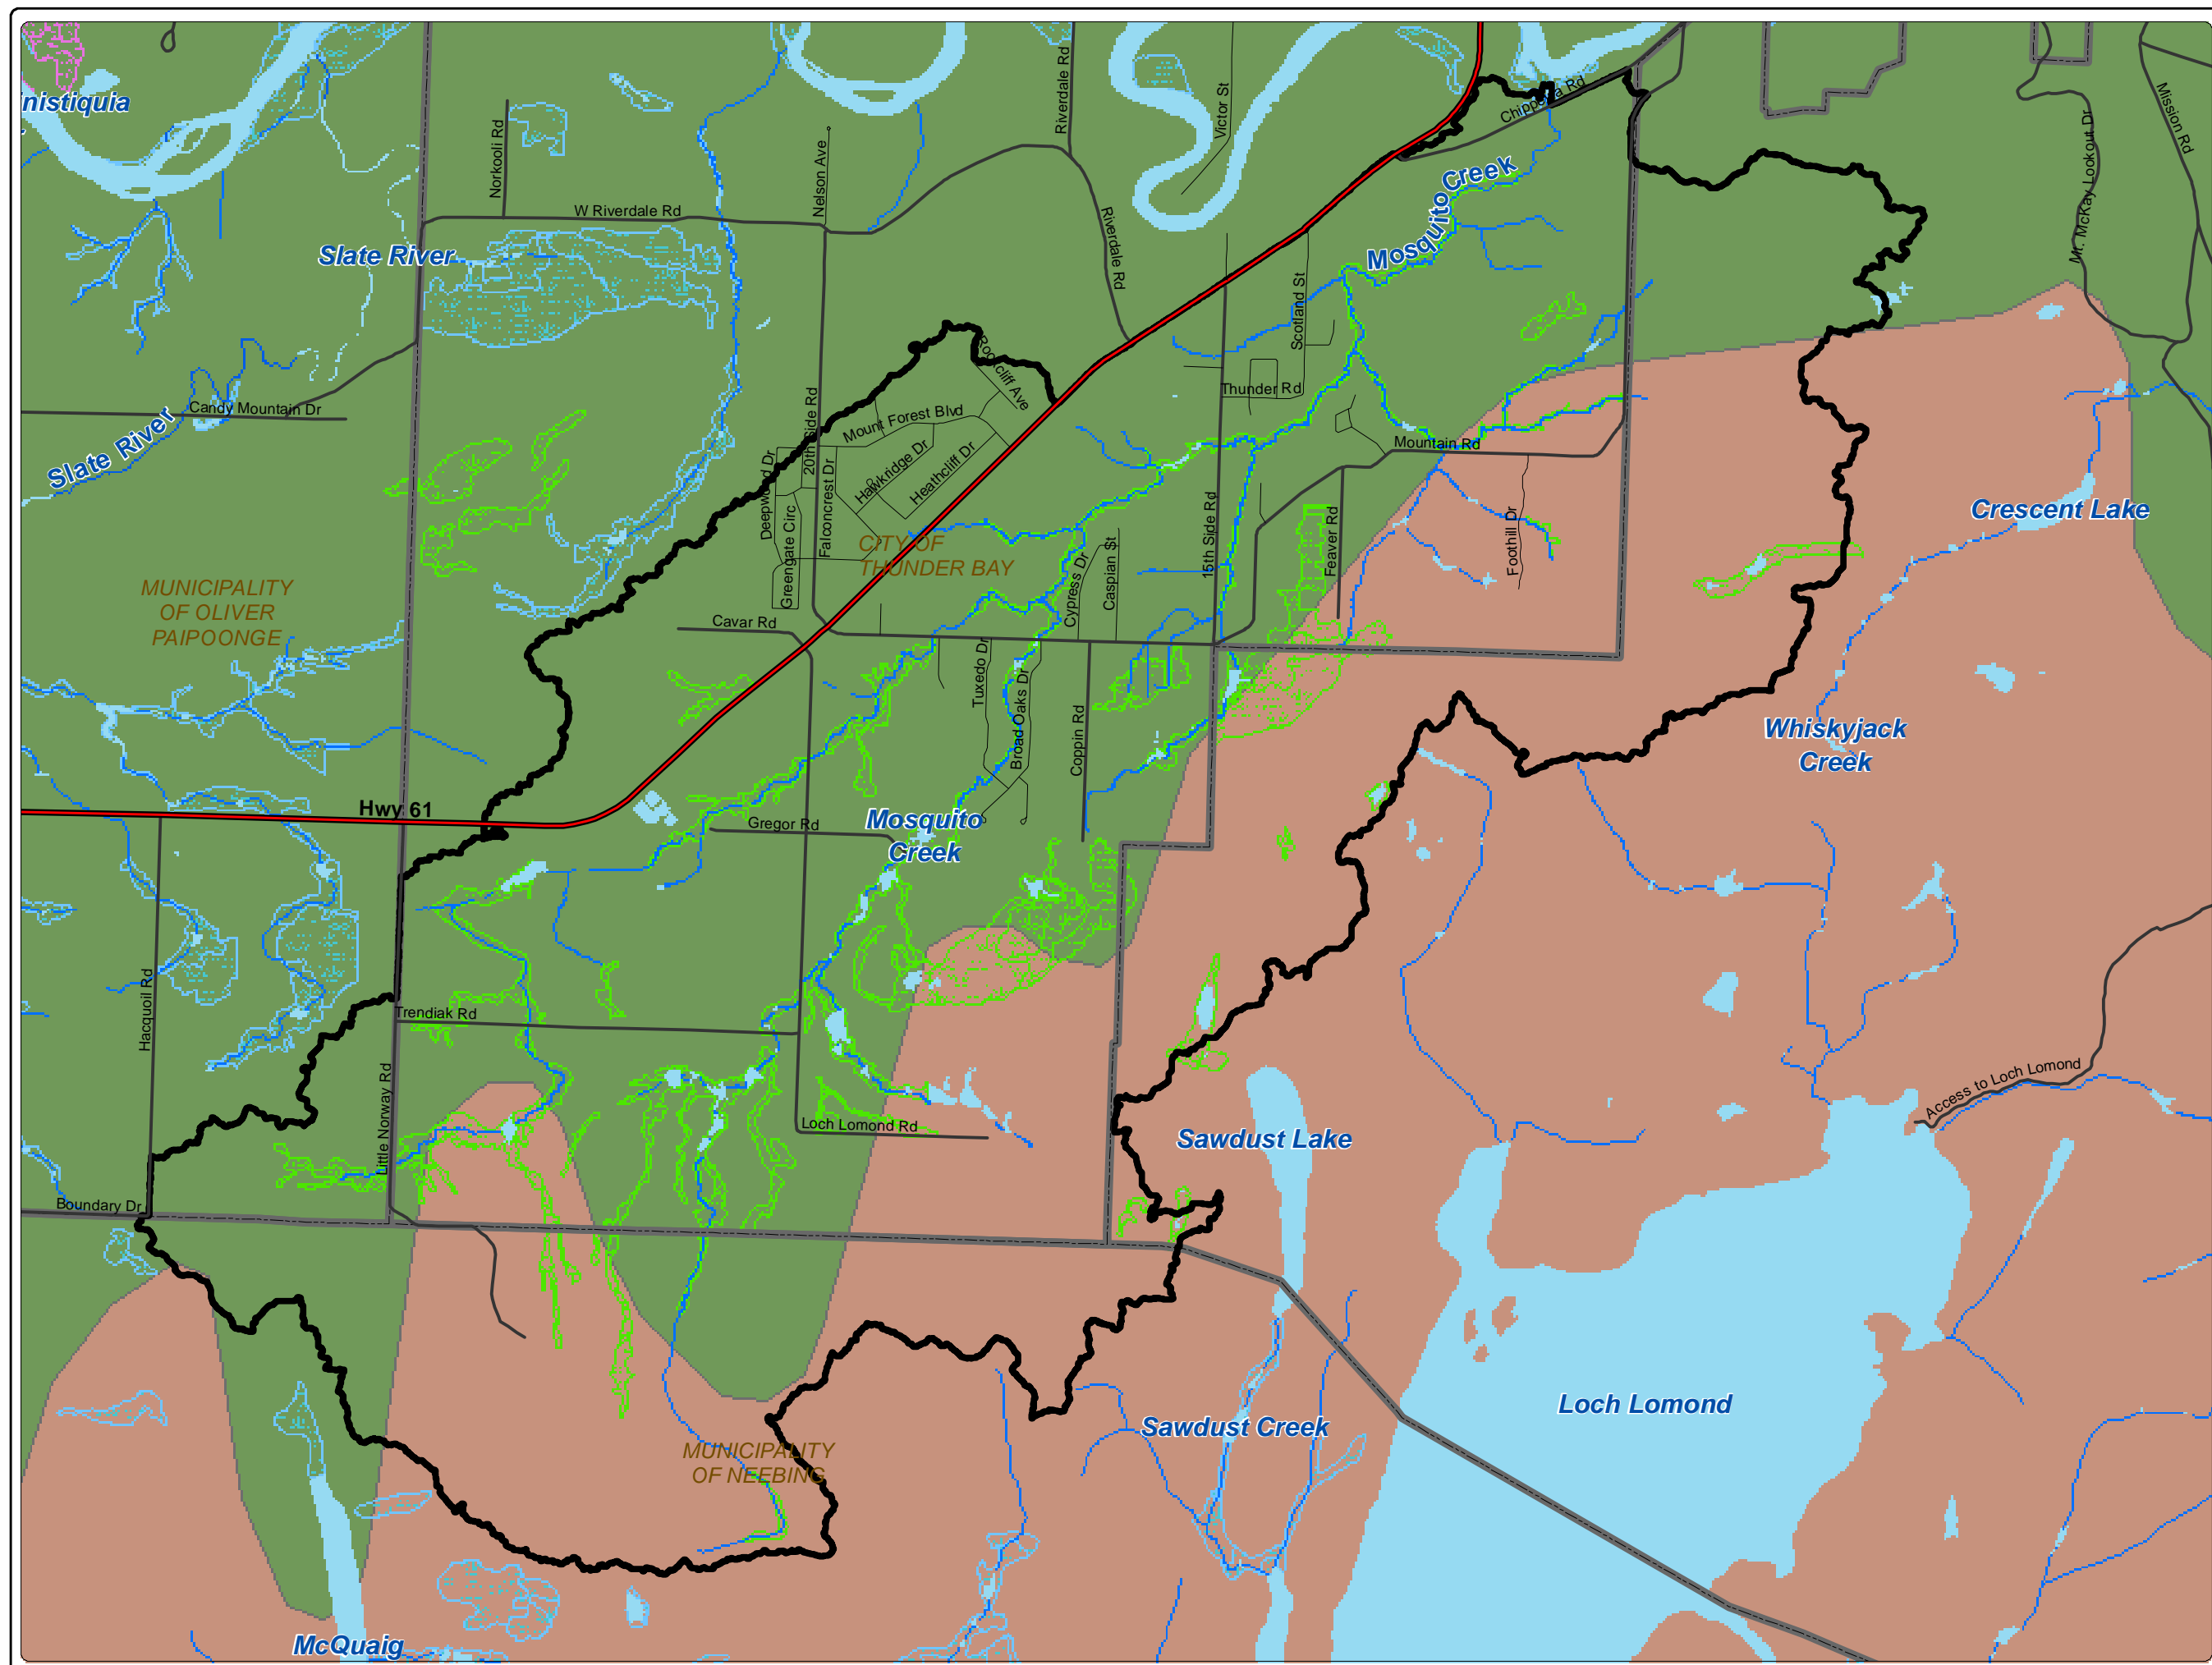 nistiquia
Chippewa Rd
Riverdale Rd
Victor St
Mission Rd
Norkooli Rd
Nelson Ave
Mosquito Creek
Mt. McKay Lookout Dr
W Riverdale Rd
Slate River
Riverdale Rd
Scotland St
Rockcliff Ave
Thunder Rd
Candy Mountain Dr
Slate River
20th Side Rd
Mount Forest Blvd
Hawkridge Dr
Heathcliff Dr
Mountain Rd
Deepwood Dr
Falconcrest Dr
Greengate Circ
CITY OF
THUNDER BAY
15th Side Rd
Feaver Rd
Foothill Dr
Crescent Lake
Cypress Dr
Caspian St
MUNICIPALITY
OF OLIVER
PAIPOONGE
Cavar Rd
Tuxedo Dr
Broad Oaks Dr
Coppin Rd
Whiskyjack
Creek
Hwy 61
Gregor Rd
Mosquito
Creek
Hacquoil Rd
Trendiak Rd
Little Norway Rd
Loch Lomond Rd
Access to Loch Lomond
Sawdust Lake
Boundary Dr
Loch Lomond
Sawdust Creek
MUNICIPALITY
OF NEEBING
McQuaig